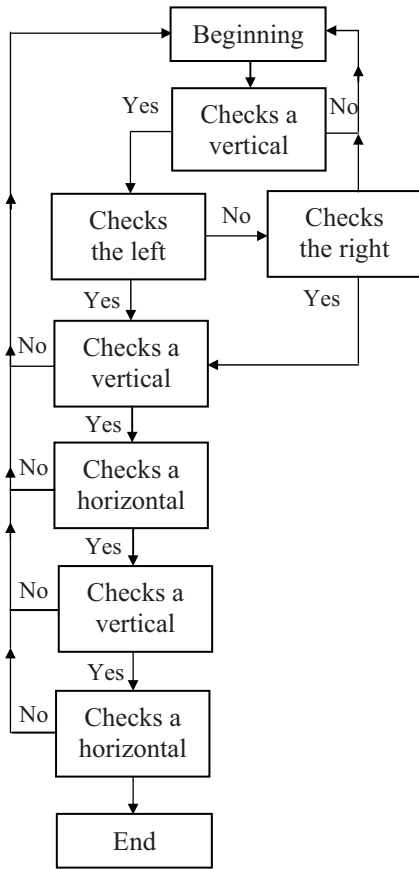 Beginning
Yes
No
Checks a
vertical
Checks
the left
No
Checks
the right
Yes
Yes
No
Checks a
vertical
Yes
No
Checks a
horizontal
Yes
No
Checks a
vertical
Yes
No
Checks a
horizontal
End